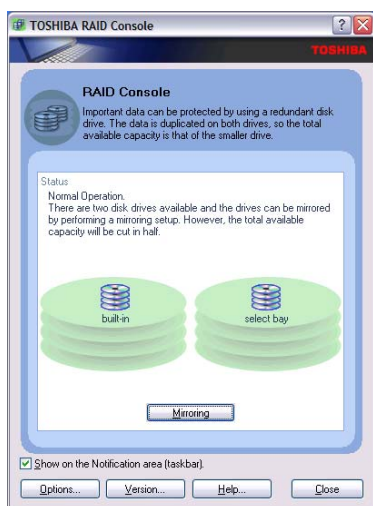 TOSHIBA RAID Console
TOSHIBA
RAID Console
Important data can be protected by using a redundant disk
drive. The data is duplicated on both drives, so the total
available capacity is that of the smaller drive.
Status
Normal Operation.
There are two disk drives available and the drives can be mirrored
by performing a mirroring setup. However, the total available
capacity will be cut in half.
built-in
select bay
Mirroring
Show on the Notification area (taskbar).
Options... Version... Help... Close